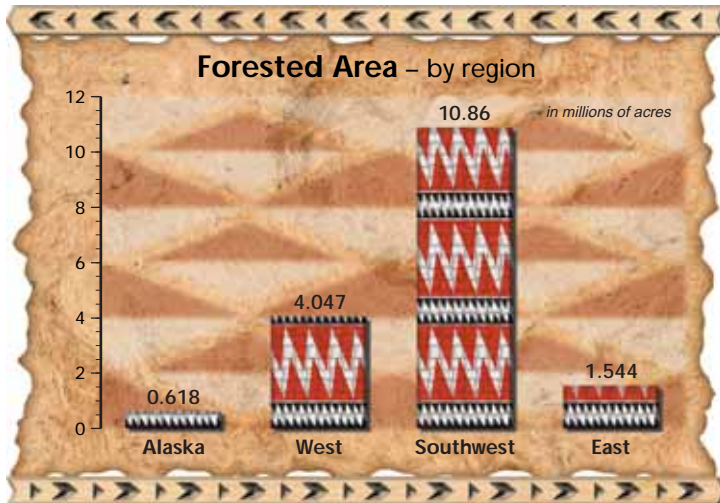 Forested Area – by region
in millions of acres
12
10
8
6
4
2
0
0.618
4.047
10.86
1.544
Alaska
West
Southwest
East